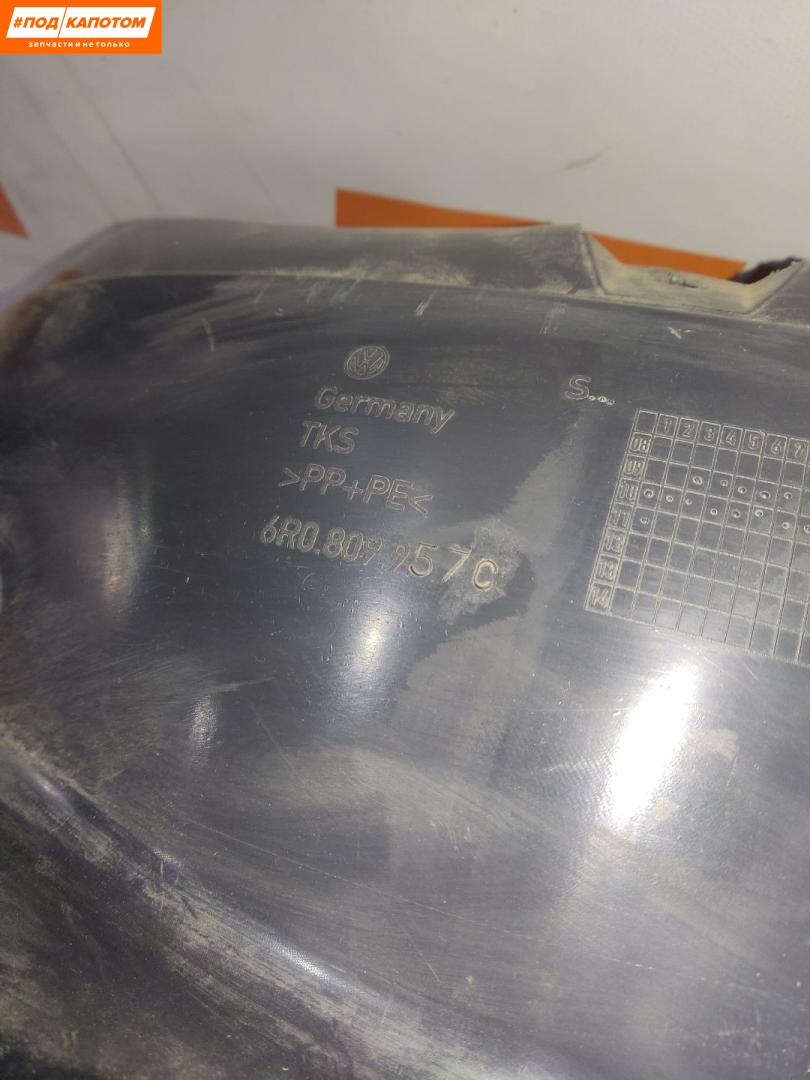 #ПОД КАПОТОМ
запчасти и не только
Germany
TKS
>PP+PE<
6R0.809.957C
S...
1 2 3 4 5 6 7
08
09
10
11
12
13
14